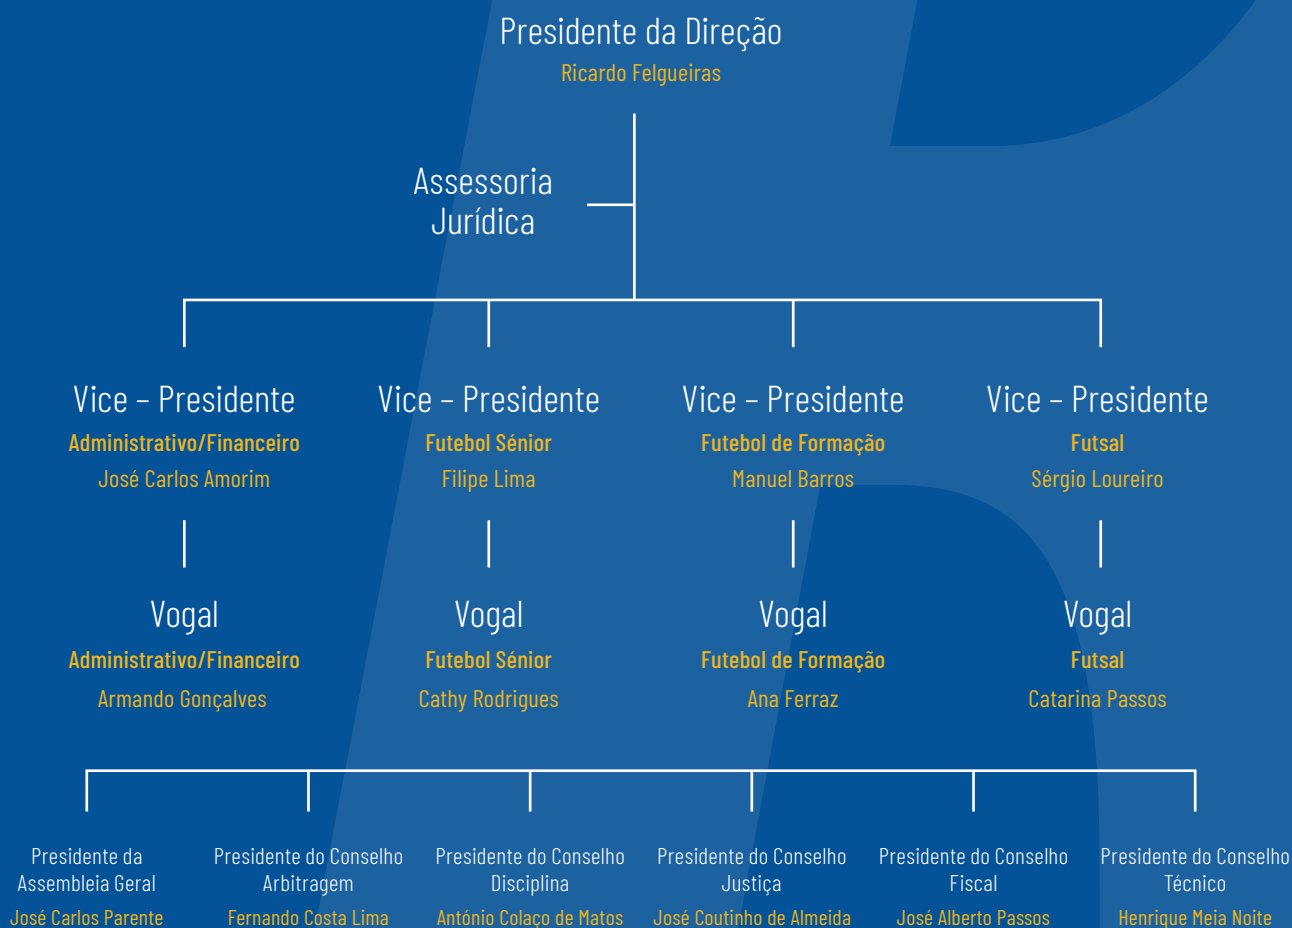 Presidente da Direção
Ricardo Felgueiras
Assessoria
Jurídica
Vice – Presidente
Administrativo/Financeiro
José Carlos Amorim
Vice – Presidente
Futebol Sénior
Filipe Lima
Vice – Presidente
Futebol de Formação
Manuel Barros
Vice – Presidente
Futsal
Sérgio Loureiro
Vogal
Administrativo/Financeiro
Armando Gonçalves
Vogal
Futebol Sénior
Cathy Rodrigues
Vogal
Futebol de Formação
Ana Ferraz
Vogal
Futsal
Catarina Passos
Presidente da
Assembleia Geral
José Carlos Parente
Presidente do Conselho
Arbitragem
Fernando Costa Lima
Presidente do Conselho
Disciplina
António Colaço de Matos
Presidente do Conselho
Justiça
José Coutinho de Almeida
Presidente do Conselho
Fiscal
José Alberto Passos
Presidente do Conselho
Técnico
Henrique Meia Noite